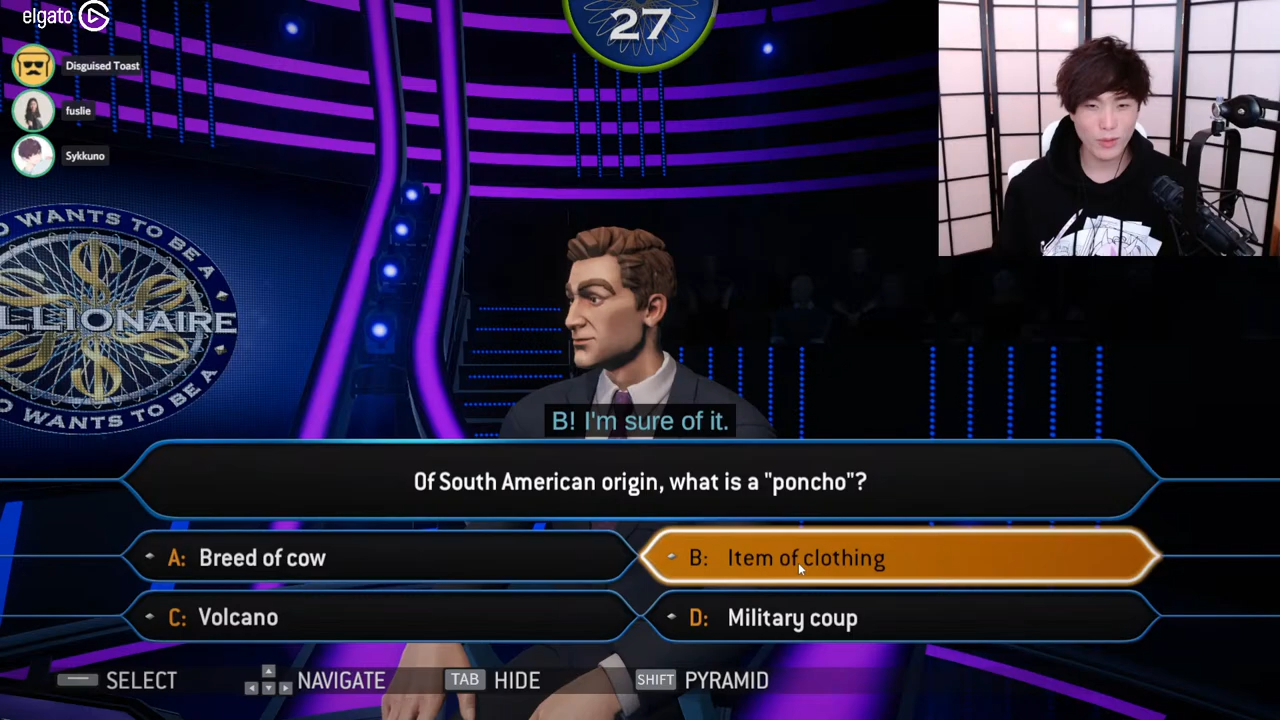 elgato
27
Disguised Toast
fuslie
Sykkuno
O WANTS TO BE A
LLIONAIRE
O WANTS TO BE A
B! I'm sure of it.
Of South American origin, what is a "poncho"?
A: Breed of cow
B: Item of clothing
C: Volcano
D: Military coup
SELECT
NAVIGATE
TAB HIDE
SHIFT PYRAMID